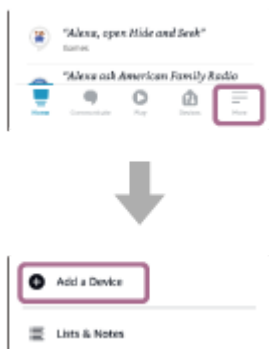 "Alexa, open Hide and Seek"
Games
"Alexa ask American Family Radio
Home Communicate Play Devices More
Add a Device
Lists & Notes